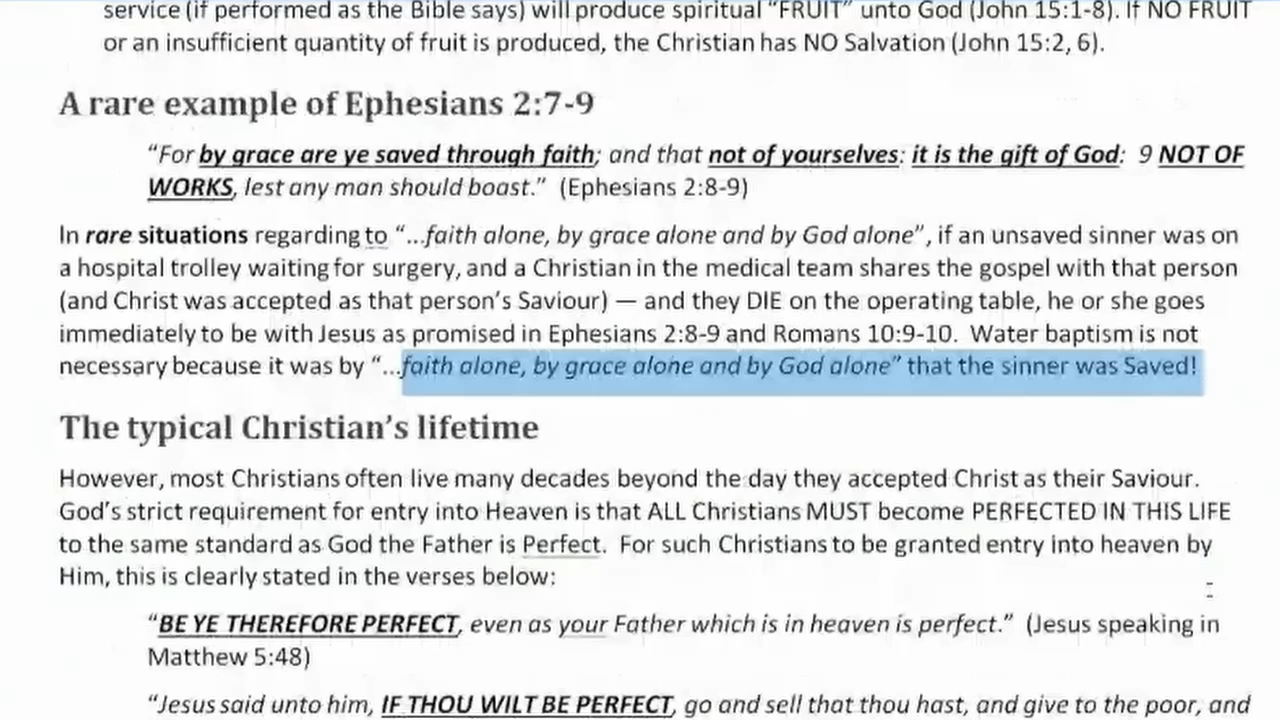 service (if performed as the Bible says) will produce spiritual "FRUIT" unto God (John 15:1-8). If NO FRUIT
or an insufficient quantity of fruit is produced, the Christian has NO Salvation (John 15:2, 6).
A rare example of Ephesians 2:7-9
"For by grace are ye saved through faith; and that not of yourselves: it is the gift of God: 9 NOT OF
WORKS, lest any man should boast." (Ephesians 2:8-9)
In rare situations regarding to "...faith alone, by grace alone and by God alone", if an unsaved sinner was on
a hospital trolley waiting for surgery, and a Christian in the medical team shares the gospel with that person
(and Christ was accepted as that person's Saviour) — and they DIE on the operating table, he or she goes
immediately to be with Jesus as promised in Ephesians 2:8-9 and Romans 10:9-10. Water baptism is not
necessary because it was by "...faith alone, by grace alone and by God alone" that the sinner was Saved!
The typical Christian's lifetime
However, most Christians often live many decades beyond the day they accepted Christ as their Saviour.
God's strict requirement for entry into Heaven is that ALL Christians MUST become PERFECTED IN THIS LIFE
to the same standard as God the Father is Perfect. For such Christians to be granted entry into heaven by
Him, this is clearly stated in the verses below:
"BE YE THEREFORE PERFECT, even as your Father which is in heaven is perfect." (Jesus speaking in
Matthew 5:48)
"Jesus said unto him, IF THOU WILT BE PERFECT, go and sell that thou hast, and give to the poor, and